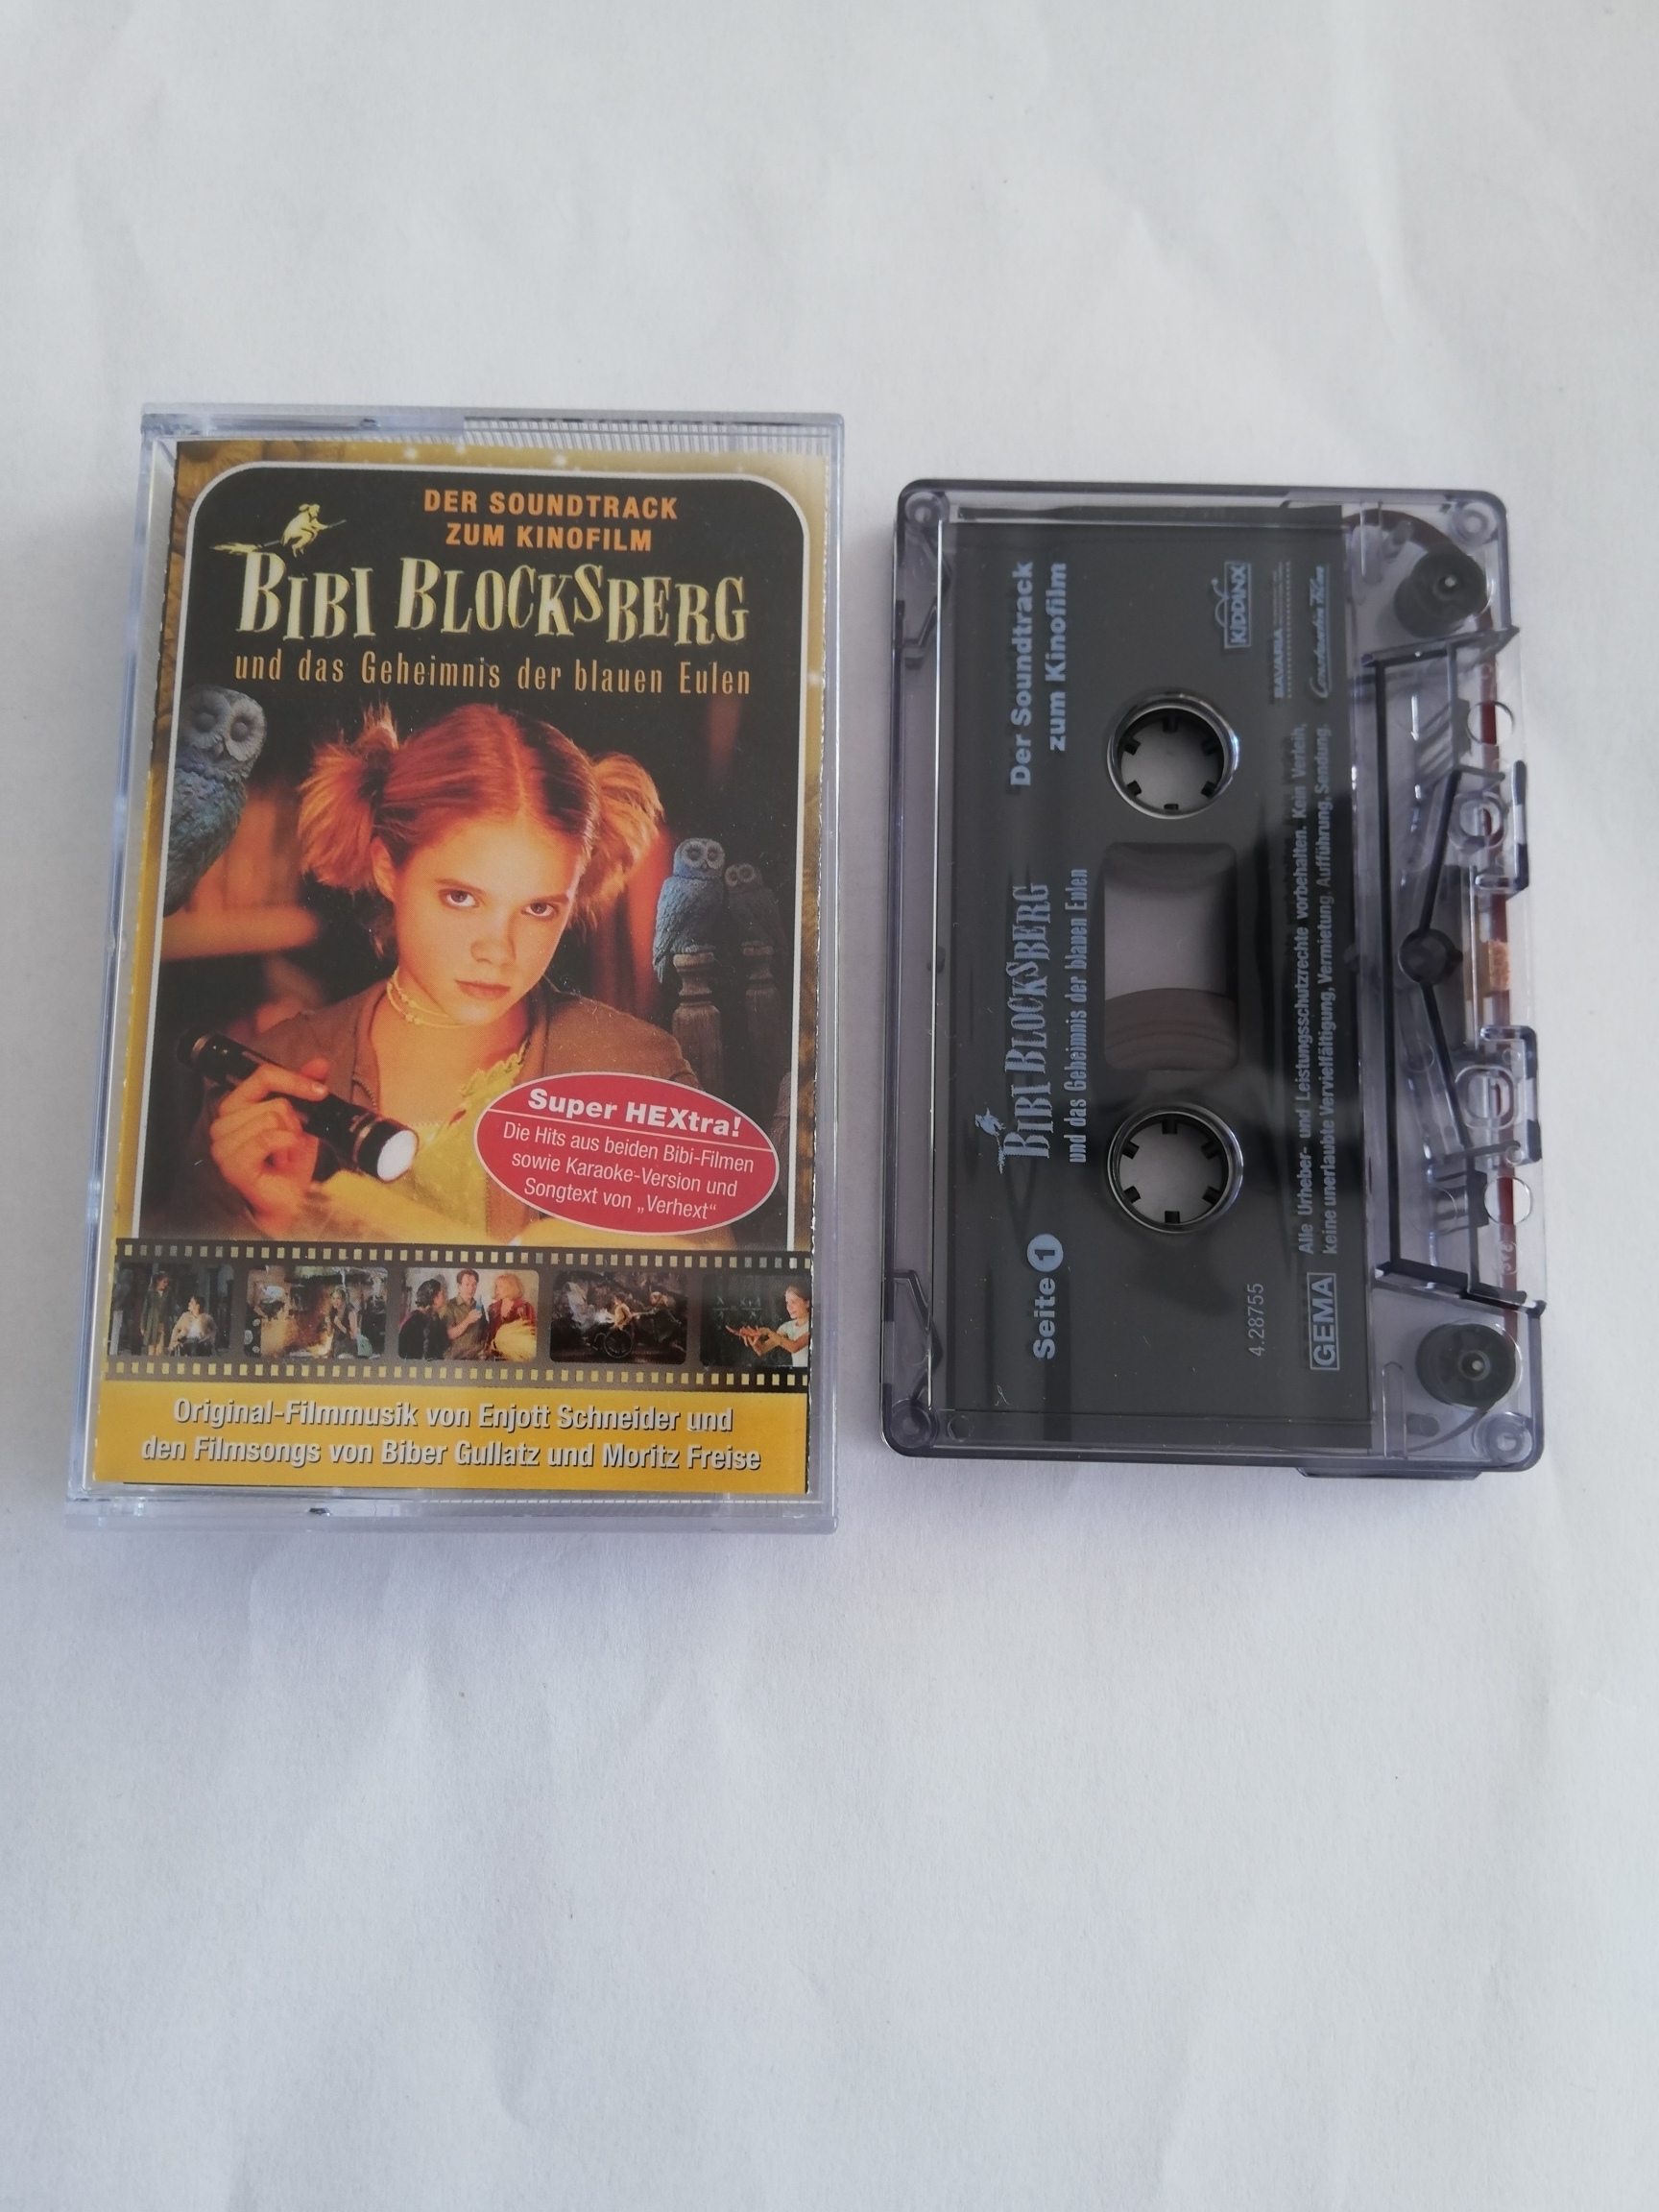 DER SOUNDTRACK
ZUM KINOFILM
BIBI BLOCKSBERG
und das Geheimnis der blauen Eulen
Super HEXtra!
Die Hits aus beiden Bibi-Filmen
sowie Karaoke-Version und
Songtext von „Verhext“
Original-Filmmusik von Enjott Schneider und
den Filmsongs von Biber Gullatz und Moritz Freise
Seite 1
BIBI BLOCKSBERG
und das Geheimnis der blauen Eulen
Der Soundtrack
zum Kinofilm
4.28755
KIDDINX
BAVARIA
Constantin Film
GEMA
Alle Urheber- und Leistungsschutzrechte vorbehalten. Kein Verleih,
keine unerlaubte Vervielfältigung, Vermietung, Aufführung, Sendung.